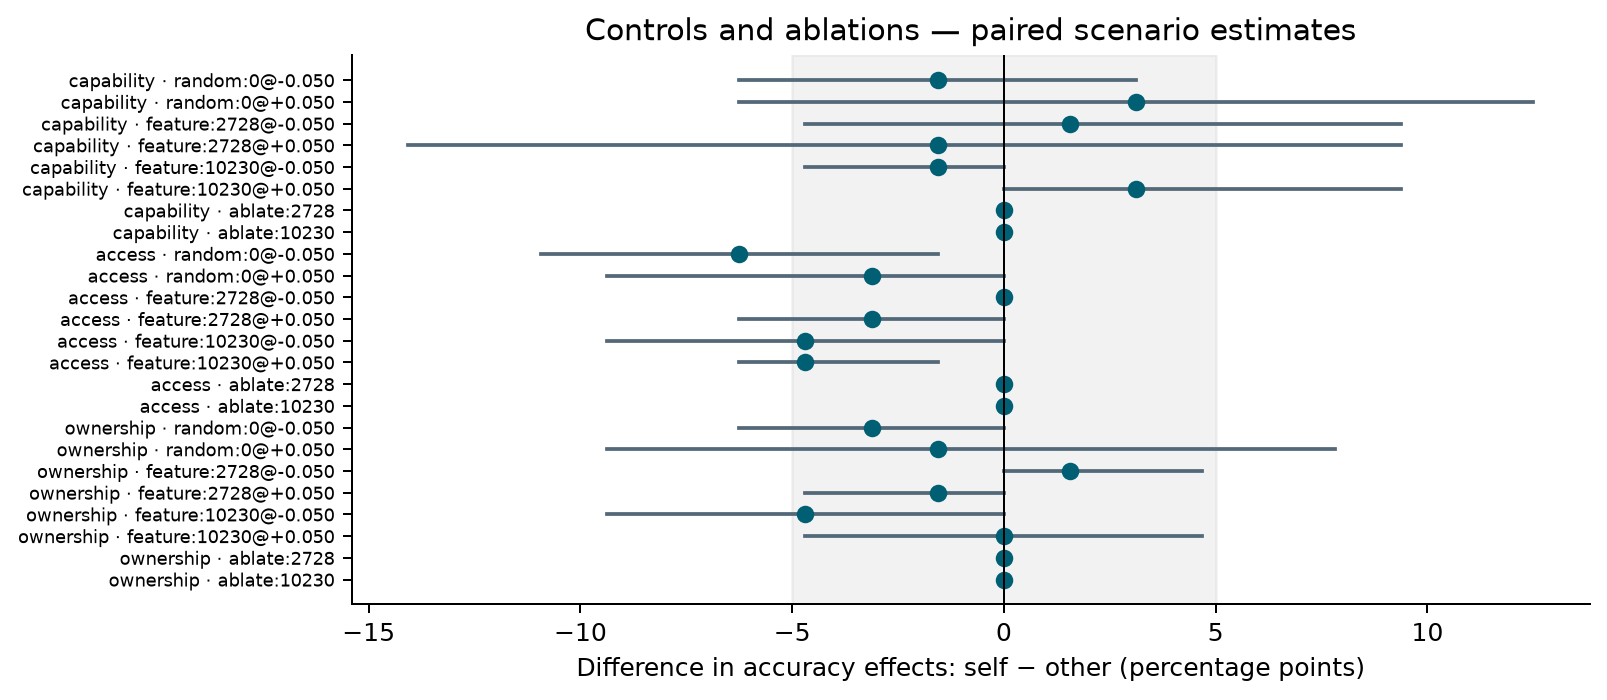 Controls and ablations — paired scenario estimates
capability · random:0@-0.050
capability · random:0@+0.050
capability · feature:2728@-0.050
capability · feature:2728@+0.050
capability · feature:10230@-0.050
capability · feature:10230@+0.050
capability · ablate:2728
capability · ablate:10230
access · random:0@-0.050
access · random:0@+0.050
access · feature:2728@-0.050
access · feature:2728@+0.050
access · feature:10230@-0.050
access · feature:10230@+0.050
access · ablate:2728
access · ablate:10230
ownership · random:0@-0.050
ownership · random:0@+0.050
ownership · feature:2728@-0.050
ownership · feature:2728@+0.050
ownership · feature:10230@-0.050
ownership · feature:10230@+0.050
ownership · ablate:2728
ownership · ablate:10230
−15 −10 −5 0 5 10
Difference in accuracy effects: self − other (percentage points)